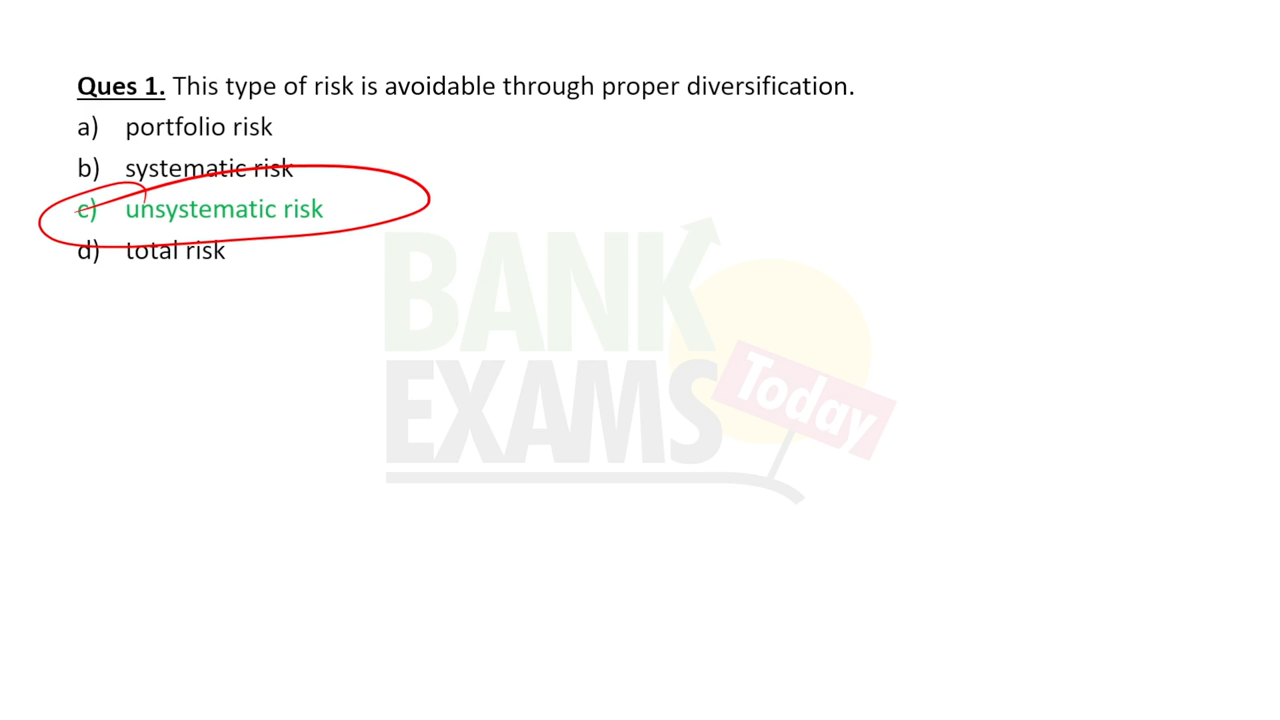 Ques 1. This type of risk is avoidable through proper diversification.
a) portfolio risk
b) systematic risk
c) unsystematic risk
d) total risk
BANK
EXAMS
Today